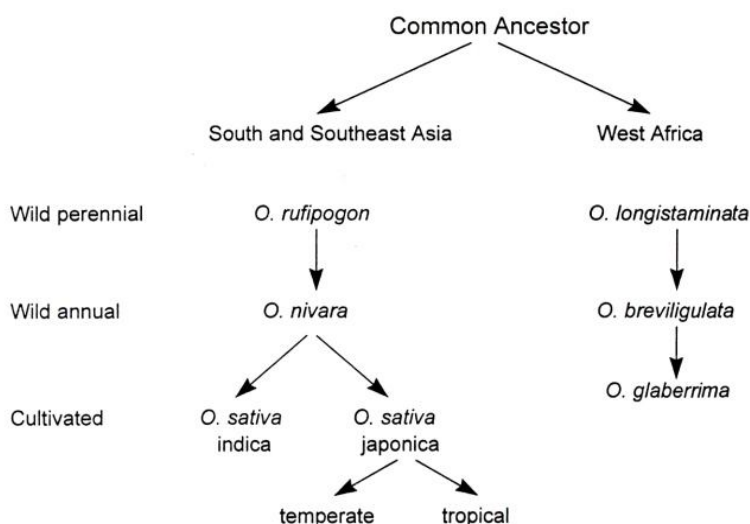 Common Ancestor
South and Southeast Asia West Africa
Wild perennial O. rufipogon O. longistaminata
Wild annual O. nivara O. breviligulata
O. glaberrima
Cultivated O. sativa O. sativa
indica japonica
temperate tropical